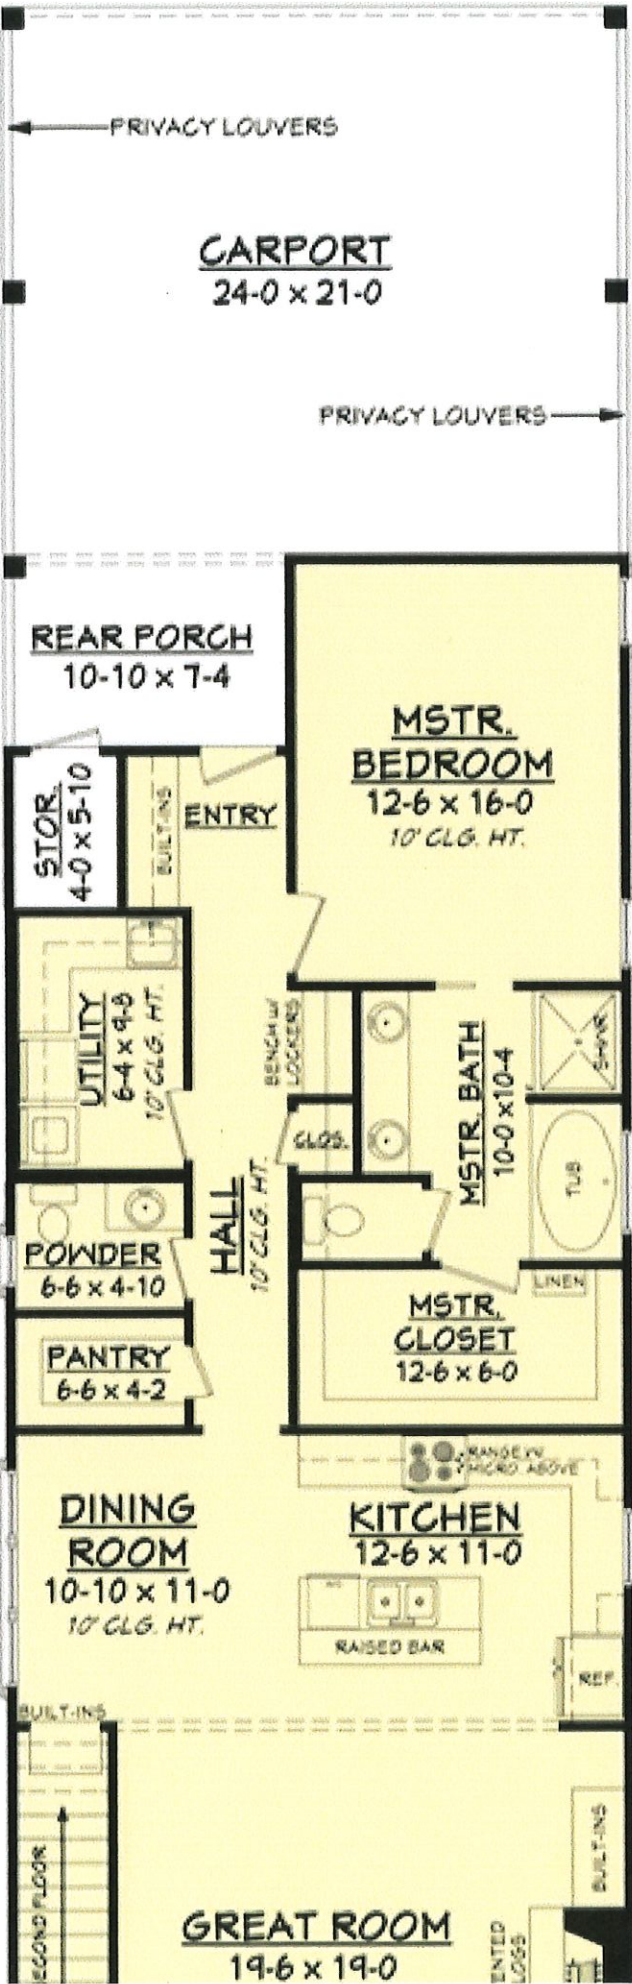 PRIVACY LOUVERS
CARPORT
24-0 x 21-0
PRIVACY LOUVERS
REAR PORCH
10-10 x 7-4
MSTR.
BEDROOM
12-6 x 16-0
10' CLG. HT.
STOR.
4-0 x 5-10
BUILT-INS
ENTRY
UTILITY
6-4 x 9-8
10' CLG. HT.
BENCH w/
LOCKERS
MSTR. BATH
10-0 x 10-4
SHWR.
CLOS.
TUB
HALL
10' CLG. HT.
POWDER
6-6 x 4-10
LINEN
MSTR.
CLOSET
12-6 x 6-0
PANTRY
6-6 x 4-2
RANGE W/
MICRO. ABOVE
DINING
ROOM
10-10 x 11-0
10' CLG. HT.
KITCHEN
12-6 x 11-0
RAISED BAR
REF.
BUILT-INS
BUILT-INS
ECOND FLOOR
GREAT ROOM
19-6 x 19-0
ENTED
LOGS